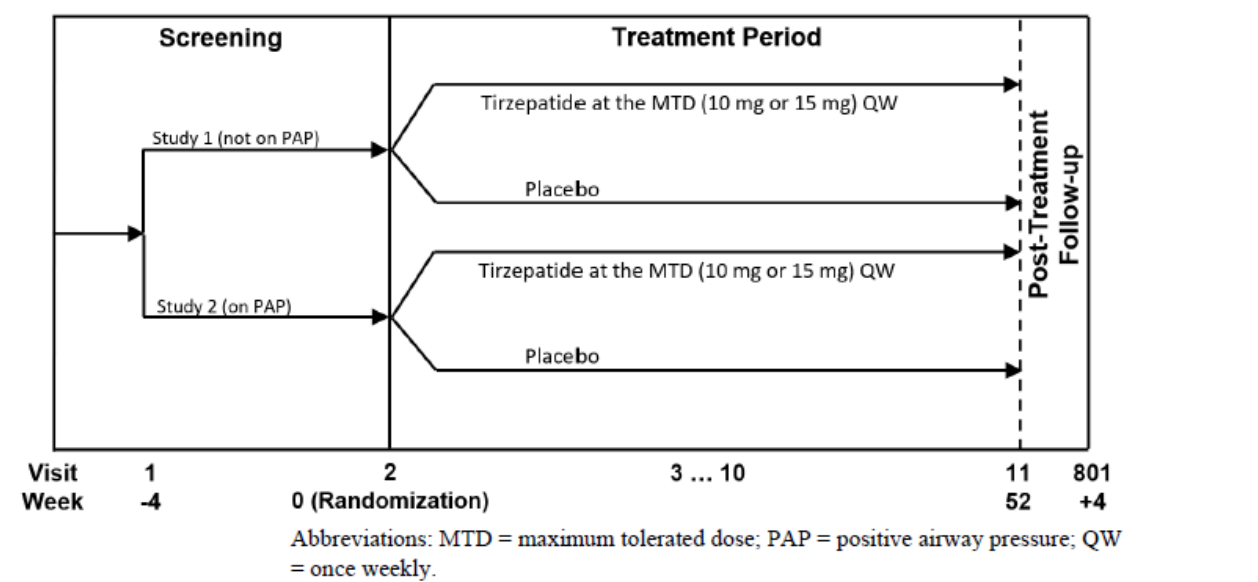 Screening
Treatment Period
Tirzepatide at the MTD (10 mg or 15 mg) QW
Study 1 (not on PAP)
Placebo
Tirzepatide at the MTD (10 mg or 15 mg) QW
Study 2 (on PAP)
Placebo
Post-Treatment
Follow-up
Visit 1 2 3 ... 10 11 801
Week -4 0 (Randomization) 52 +4
Abbreviations: MTD = maximum tolerated dose; PAP = positive airway pressure; QW
= once weekly.